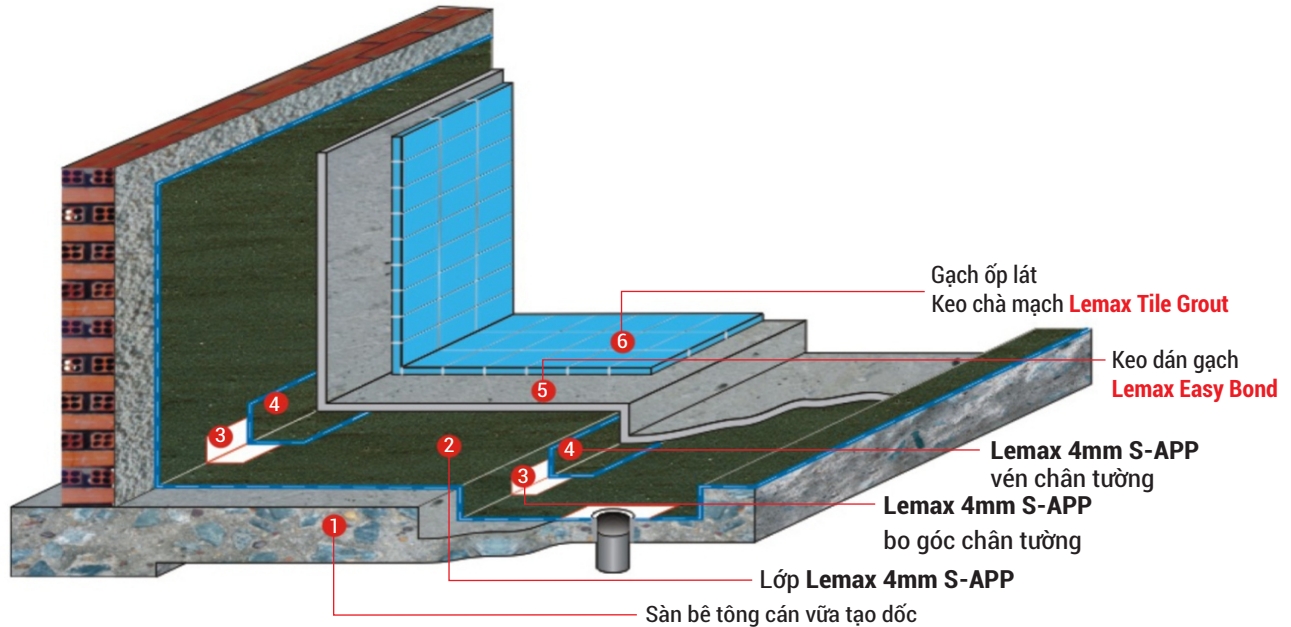 Gạch ốp lát
Keo chà mạch Lemax Tile Grout
6
Keo dán gạch
Lemax Easy Bond
5
4
3
2
4
3
Lemax 4mm S-APP
vén chân tường
Lemax 4mm S-APP
bo góc chân tường
1
Lớp Lemax 4mm S-APP
Sàn bê tông cán vữa tạo dốc